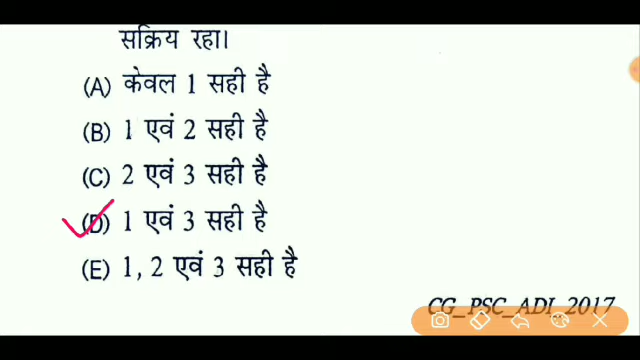 सक्रिय रहा।
(A) केवल 1 सही है
(B) 1 एवं 2 सही है
(C) 2 एवं 3 सही है
(D) 1 एवं 3 सही है
(E) 1, 2 एवं 3 सही है
CG_PSC_ADI_2017